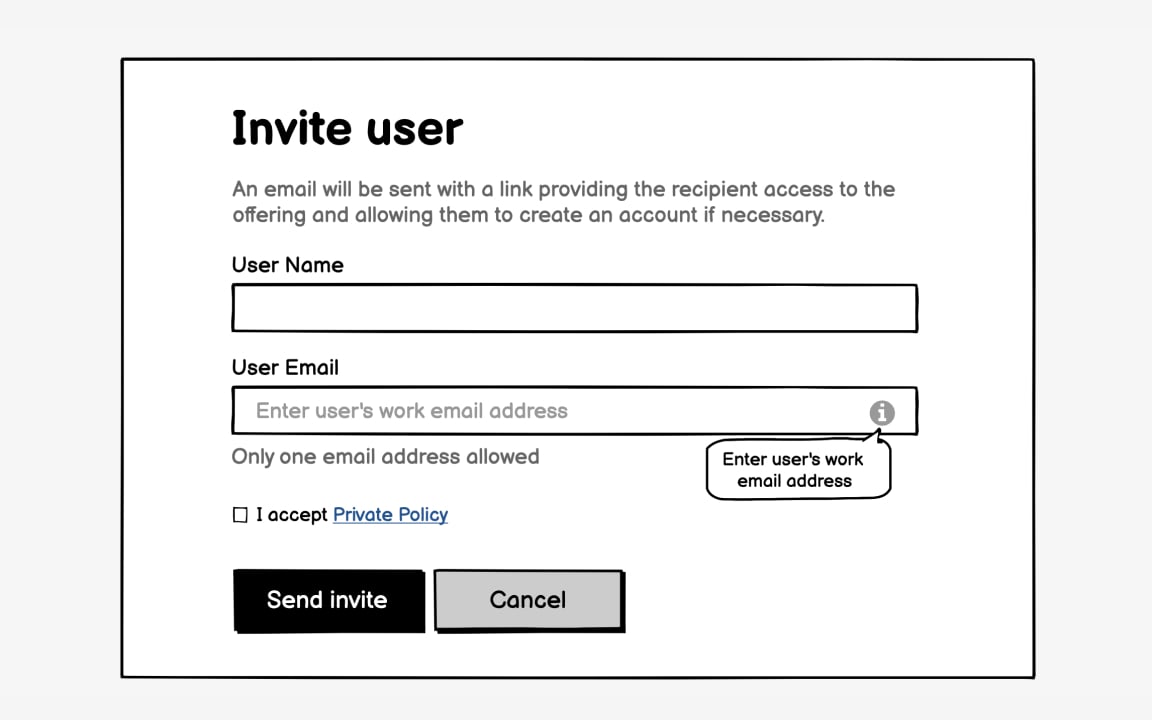 Invite user
An email will be sent with a link providing the recipient access to the
offering and allowing them to create an account if necessary.
User Name
User Email
Enter user's work email address
Only one email address allowed
Enter user's work
email address
I accept Private Policy
Send invite
Cancel